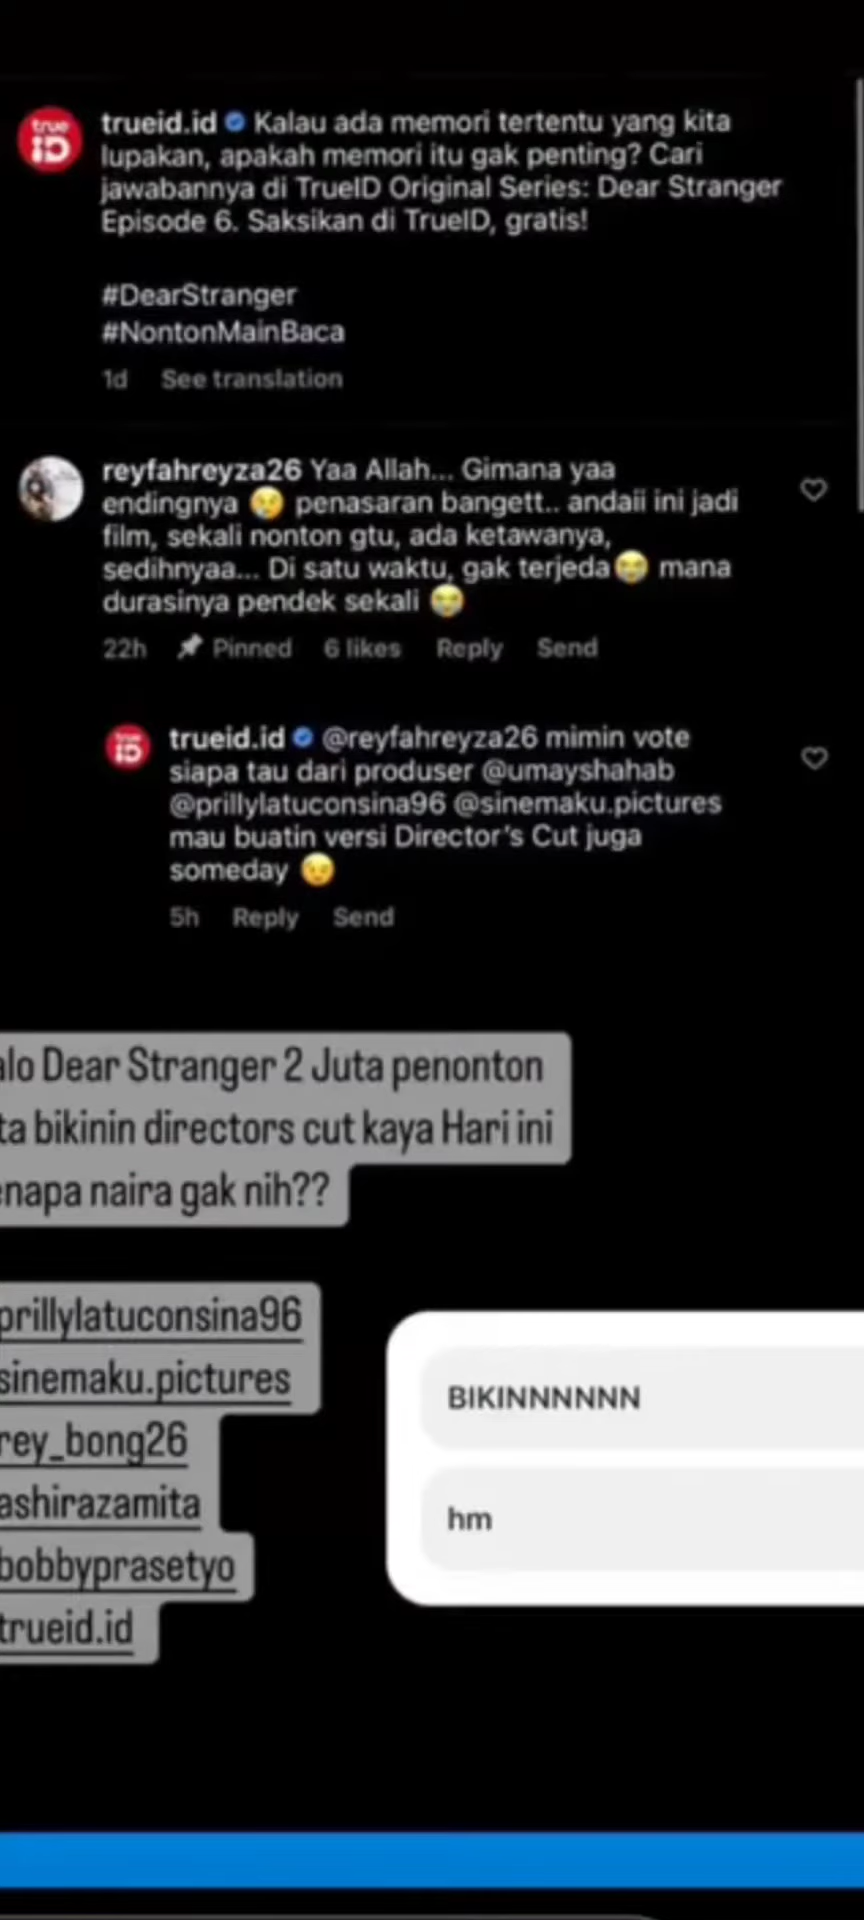 true
iD
trueid.id Kalau ada memori tertentu yang kita
lupakan, apakah memori itu gak penting? Cari
jawabannya di TrueID Original Series: Dear Stranger
Episode 6. Saksikan di TrueID, gratis!
#DearStranger
#NontonMainBaca
1d See translation
reyfahreyza26 Yaa Allah... Gimana yaa
endingnya 😢 penasaran bangett.. andaii ini jadi
film, sekali nonton gtu, ada ketawanya,
sedihnyaa... Di satu waktu, gak terjeda😭 mana
durasinya pendek sekali 😭
22h Pinned 6 likes Reply Send
true
iD
trueid.id @reyfahreyza26 mimin vote
siapa tau dari produser @umayshahab
@prillylatuconsina96 @sinemaku.pictures
mau buatin versi Director's Cut juga
someday 😉
5h Reply Send
alo Dear Stranger 2 Juta penonton
ta bikinin directors cut kaya Hari ini
enapa naira gak nih??
prillylatuconsina96
sinemaku.pictures
rey_bong26
ashirazamita
bobbyprasetyo
trueid.id
BIKINNNNNN
hm